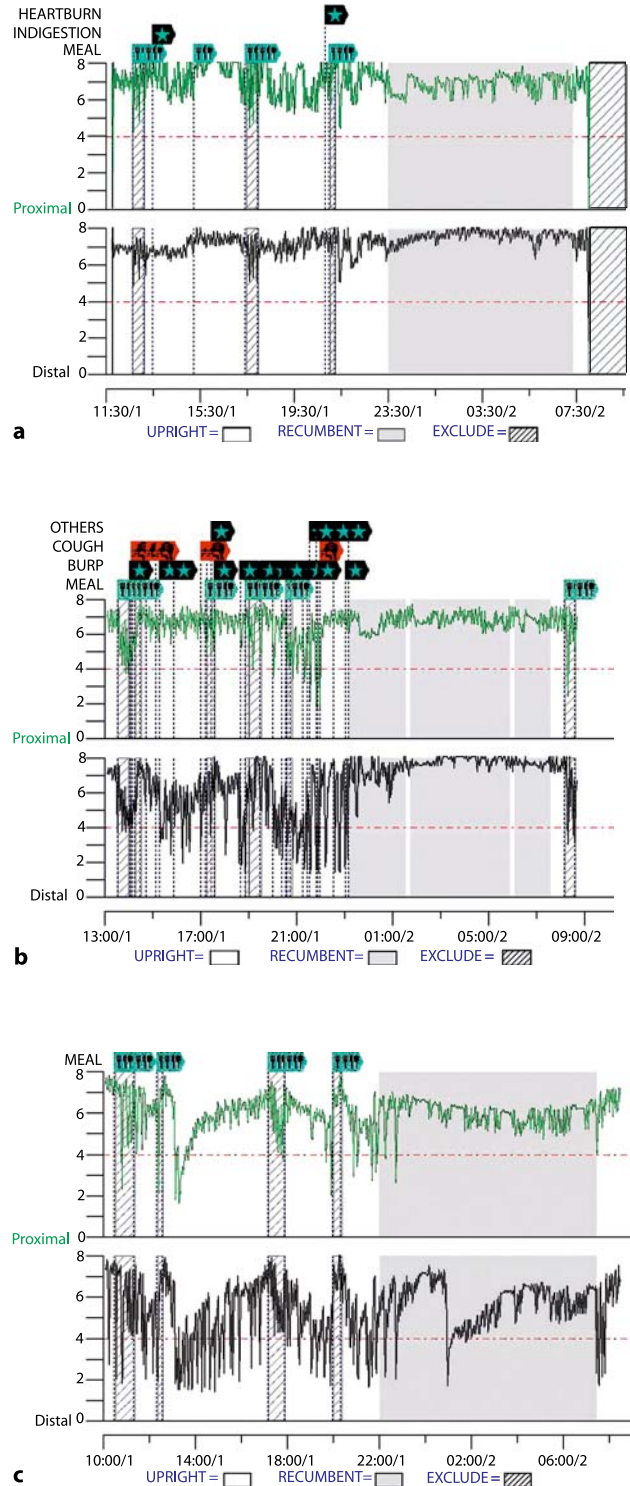 HEARTBURN
INDIGESTION
MEAL
8
6
4
2
Proximal 0
8
6
4
2
Distal 0
11:30/1 15:30/1 19:30/1 23:30/1 03:30/2 07:30/2
a UPRIGHT= RECUMBENT= EXCLUDE=
OTHERS
COUGH
BURP
MEAL
8
6
4
2
Proximal 0
8
6
4
2
Distal 0
13:00/1 17:00/1 21:00/1 01:00/2 05:00/2 09:00/2
b UPRIGHT= RECUMBENT= EXCLUDE=
MEAL
8
6
4
2
Proximal 0
8
6
4
2
Distal 0
10:00/1 14:00/1 18:00/1 22:00/1 02:00/2 06:00/2
c UPRIGHT= RECUMBENT= EXCLUDE=